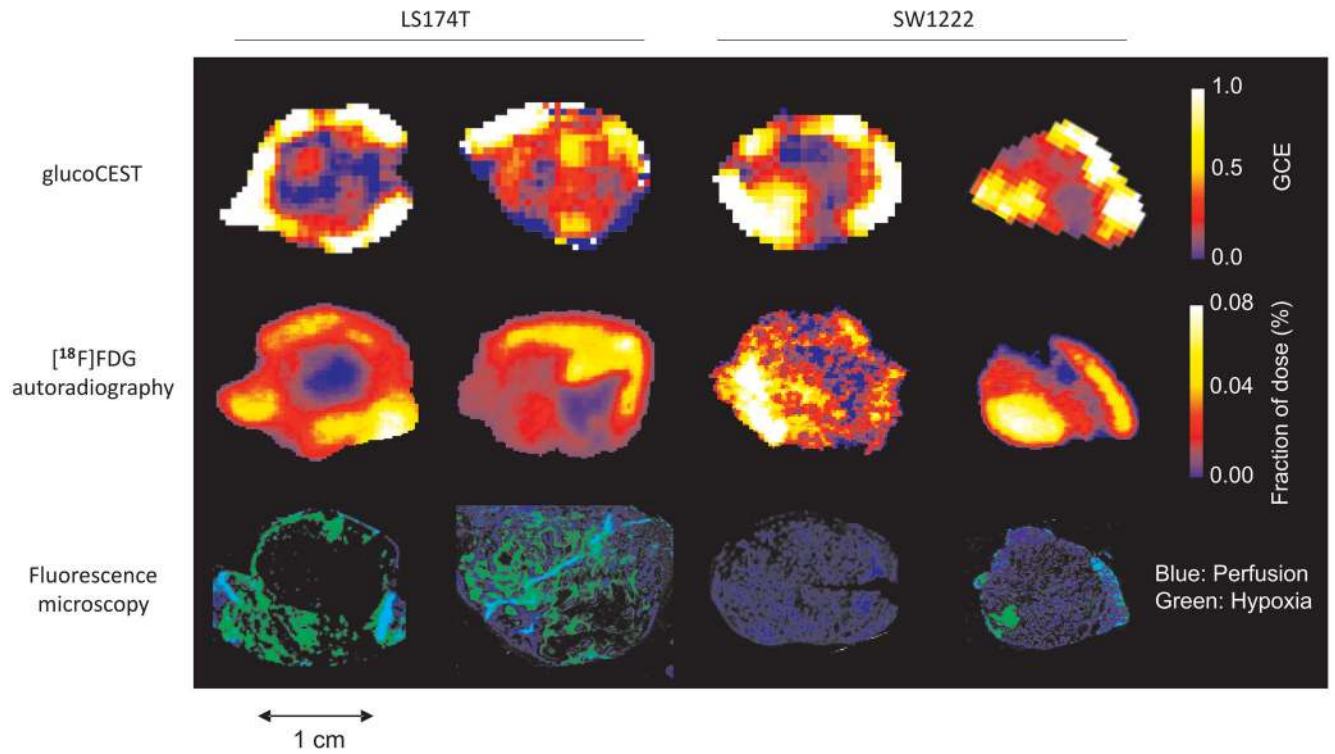 LS174T
SW1222
glucoCEST
1.0
0.5
0.0
GCE
[18F]FDG
autoradiography
0.08
0.04
0.00
Fraction of dose (%)
Fluorescence
microscopy
Blue: Perfusion
Green: Hypoxia
1 cm